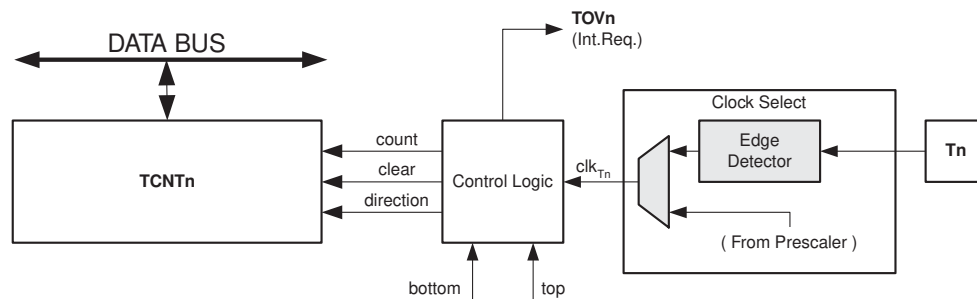 TOVn
(Int.Req.)
DATA BUS
Clock Select
count
Edge
Detector
Tn
TCNTn
clear
Control Logic
clkTn
direction
( From Prescaler )
bottom
top